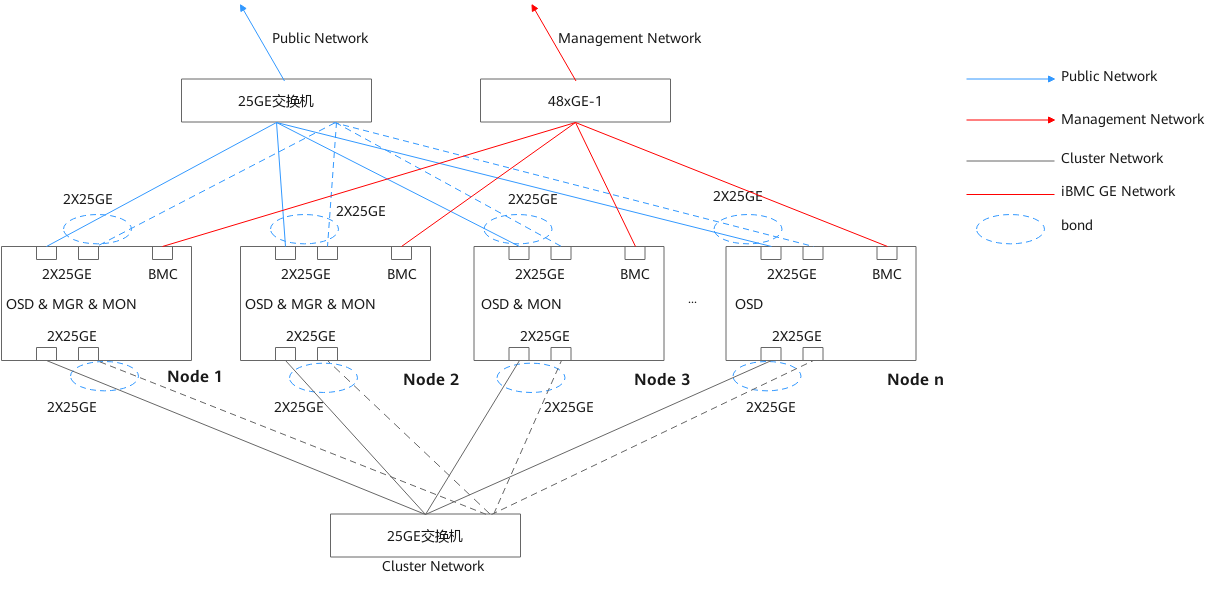 Public Network
Management Network
25GE交换机
48xGE-1
Public Network
Management Network
Cluster Network
iBMC GE Network
bond
2X25GE
2X25GE
2X25GE
2X25GE
2X25GE
BMC
2X25GE
BMC
2X25GE
BMC
2X25GE
BMC
OSD & MGR & MON
OSD & MGR & MON
OSD & MON
...
OSD
2X25GE
2X25GE
2X25GE
2X25GE
Node 1
Node 2
Node 3
Node n
2X25GE
2X25GE
2X25GE
2X25GE
25GE交换机
Cluster Network